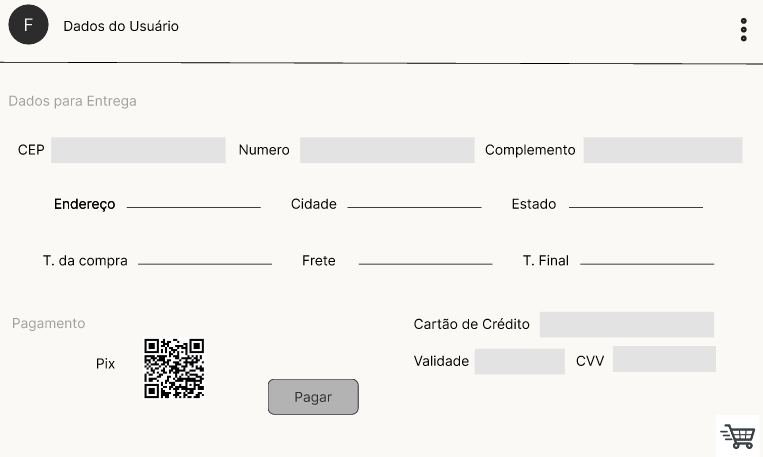 F Dados do Usuário
Dados para Entrega
CEP Numero Complemento
Endereço Cidade Estado
T. da compra Frete T. Final
Pagamento
Cartão de Crédito
Pix
Validade CVV
Pagar